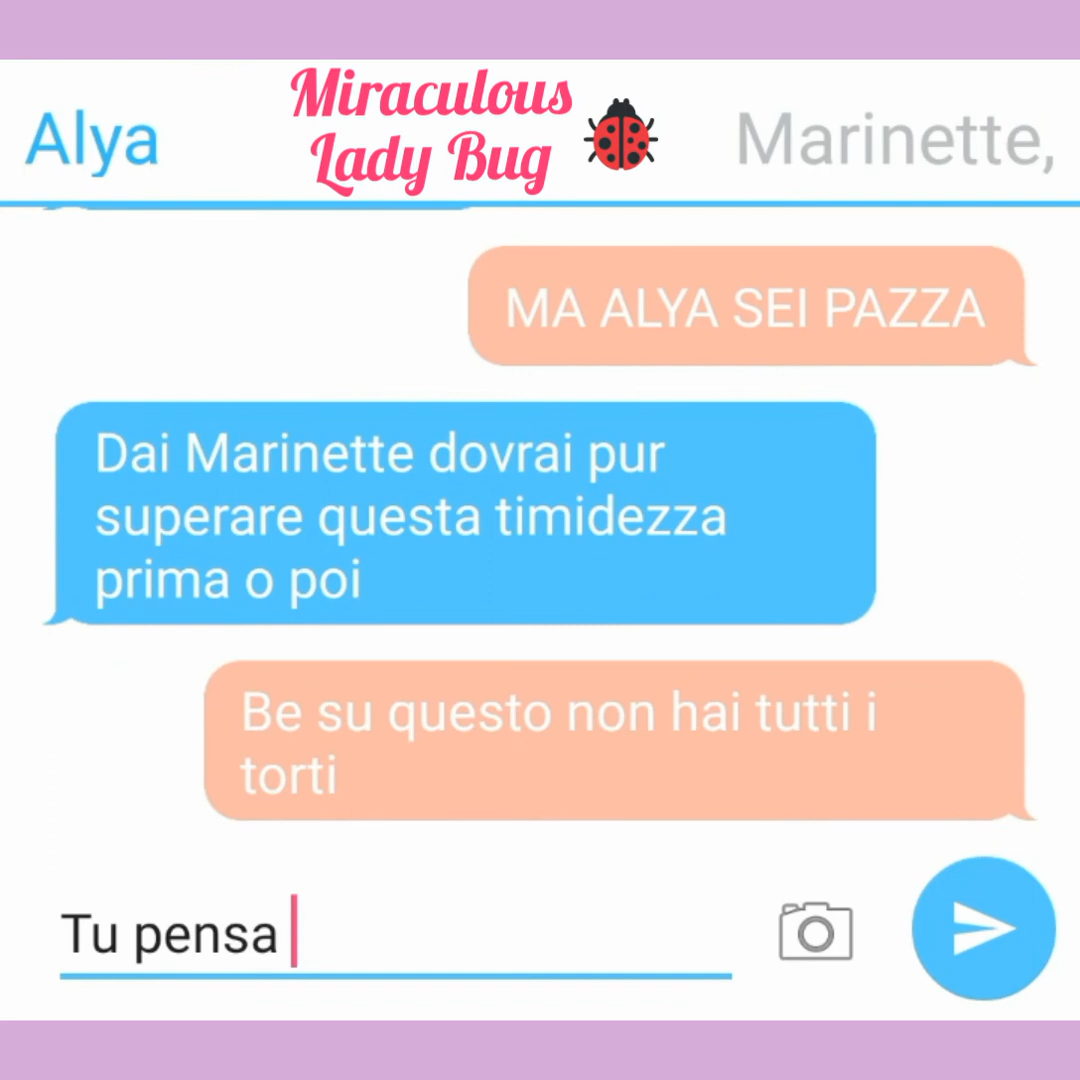 Miraculous
Lady Bug
Alya
Marinette,
MA ALYA SEI PAZZA
Dai Marinette dovrai pur
superare questa timidezza
prima o poi
Be su questo non hai tutti i
torti
Tu pensa